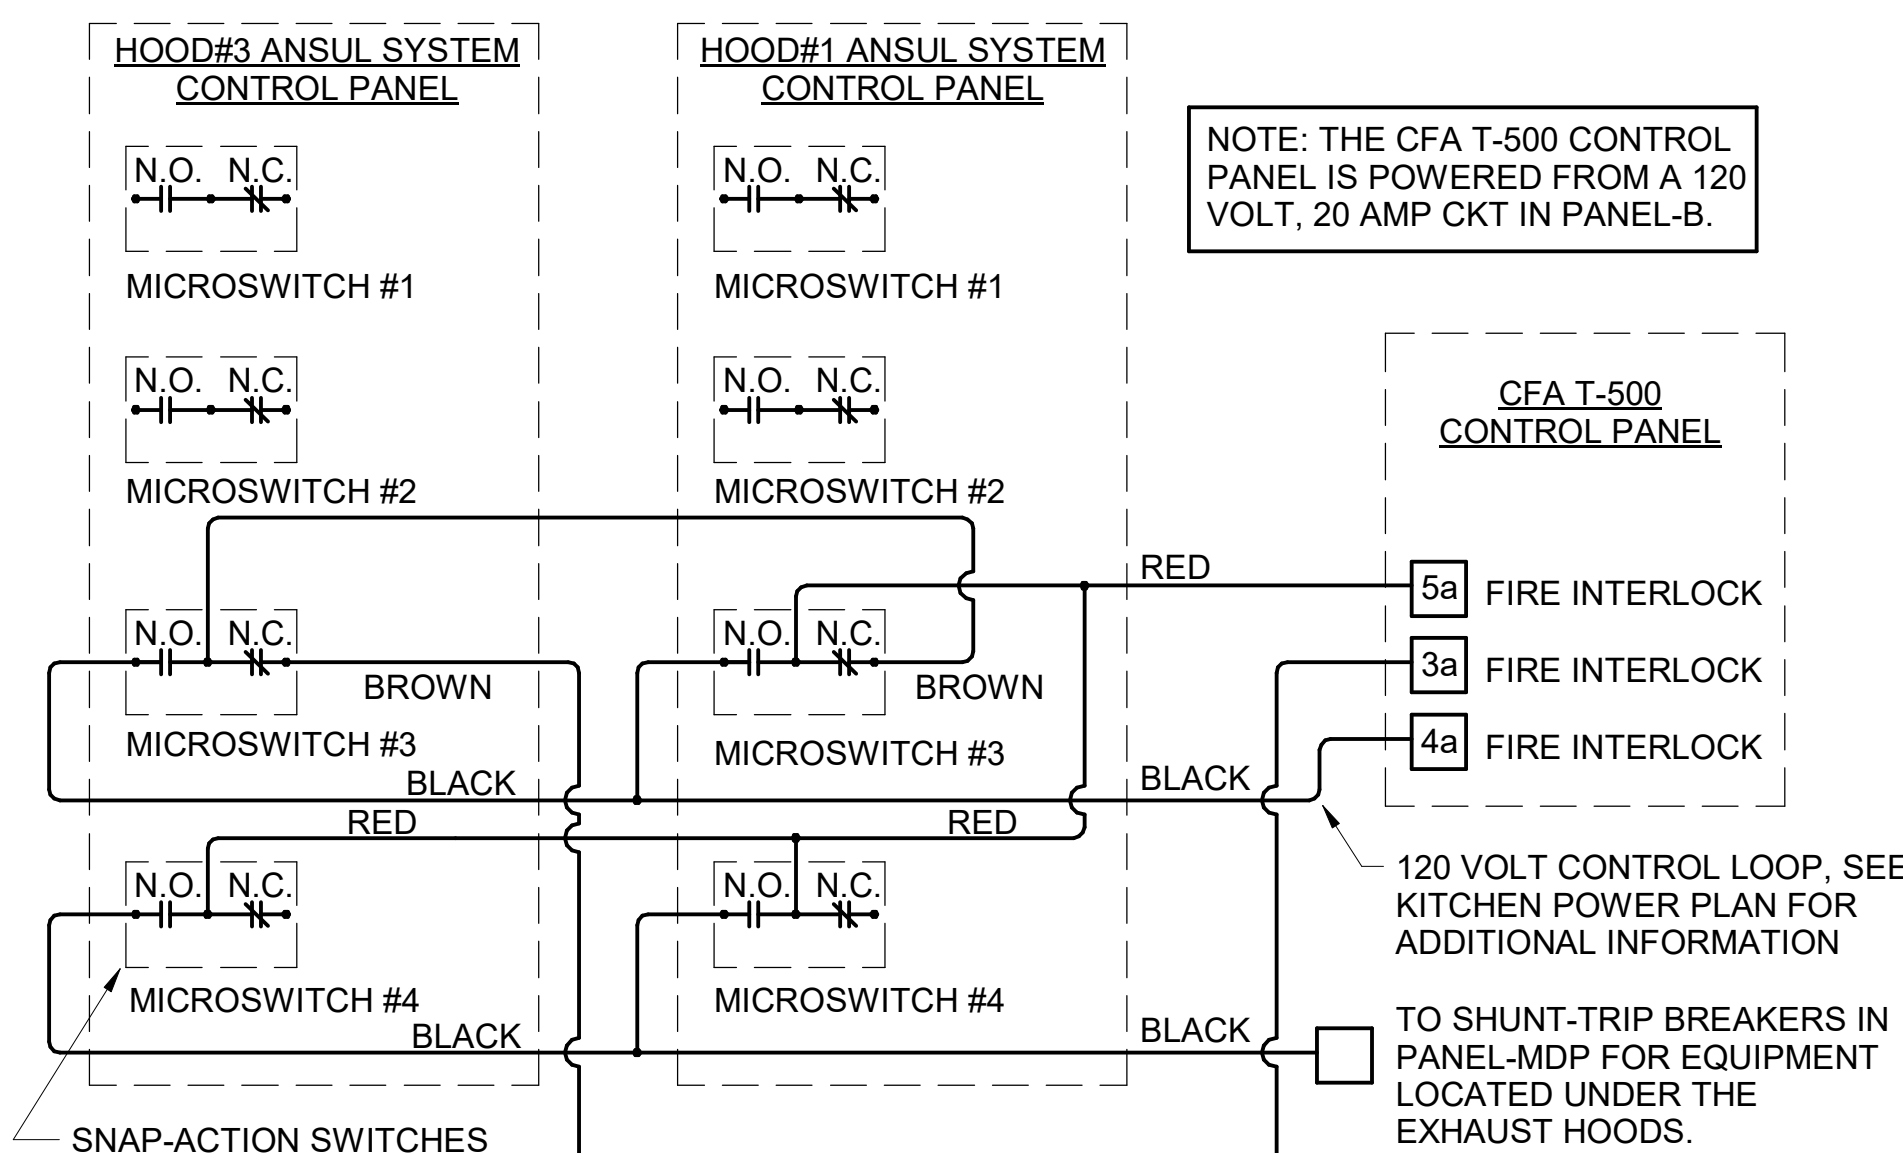 HOOD#3 ANSUL SYSTEM
CONTROL PANEL
N.O. N.C.
MICROSWITCH #1
N.O. N.C.
MICROSWITCH #2
N.O. N.C.
BROWN
MICROSWITCH #3
BLACK
RED
N.O. N.C.
MICROSWITCH #4
BLACK
SNAP-ACTION SWITCHES
HOOD#1 ANSUL SYSTEM
CONTROL PANEL
N.O. N.C.
MICROSWITCH #1
N.O. N.C.
MICROSWITCH #2
N.O. N.C.
BROWN
MICROSWITCH #3
RED
N.O. N.C.
MICROSWITCH #4
NOTE: THE CFA T-500 CONTROL
PANEL IS POWERED FROM A 120
VOLT, 20 AMP CKT IN PANEL-B.
CFA T-500
CONTROL PANEL
RED
5a FIRE INTERLOCK
3a FIRE INTERLOCK
4a FIRE INTERLOCK
BLACK
120 VOLT CONTROL LOOP, SEE
KITCHEN POWER PLAN FOR
ADDITIONAL INFORMATION
BLACK
TO SHUNT-TRIP BREAKERS IN
PANEL-MDP FOR EQUIPMENT
LOCATED UNDER THE
EXHAUST HOODS.